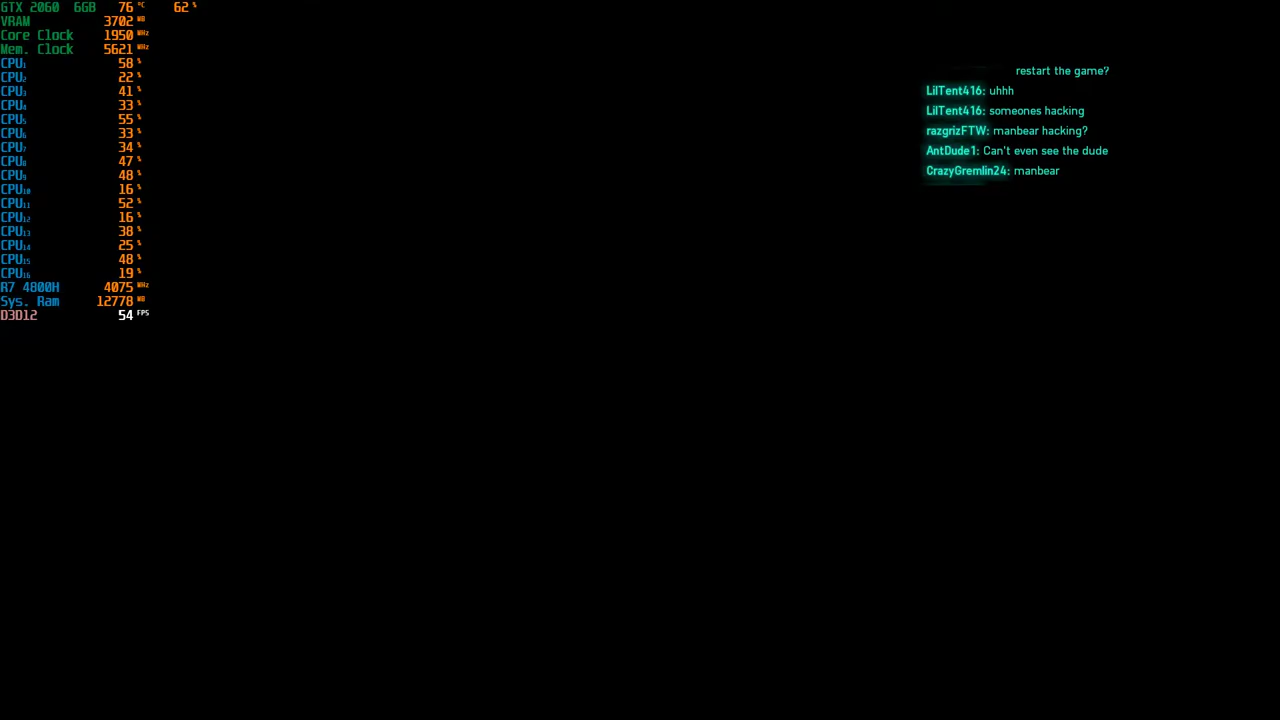 GTX 2060 6GB 76 °C 62 %
VRAM 3702 MB
Core Clock 1950 MHz
Mem. Clock 5621 MHz
CPU1 58 %
CPU2 22 %
CPU3 41 %
CPU4 33 %
CPU5 55 %
CPU6 33 %
CPU7 34 %
CPU8 47 %
CPU9 48 %
CPU10 16 %
CPU11 52 %
CPU12 16 %
CPU13 38 %
CPU14 25 %
CPU15 48 %
CPU16 19 %
R7 4800H 4075 MHz
Sys. Ram 12778 MB
D3D12 54 FPS
restart the game?
LilTent416: uhhh
LilTent416: someones hacking
razgrizFTW: manbear hacking?
AntDude1: Can't even see the dude
CrazyGremlin24: manbear